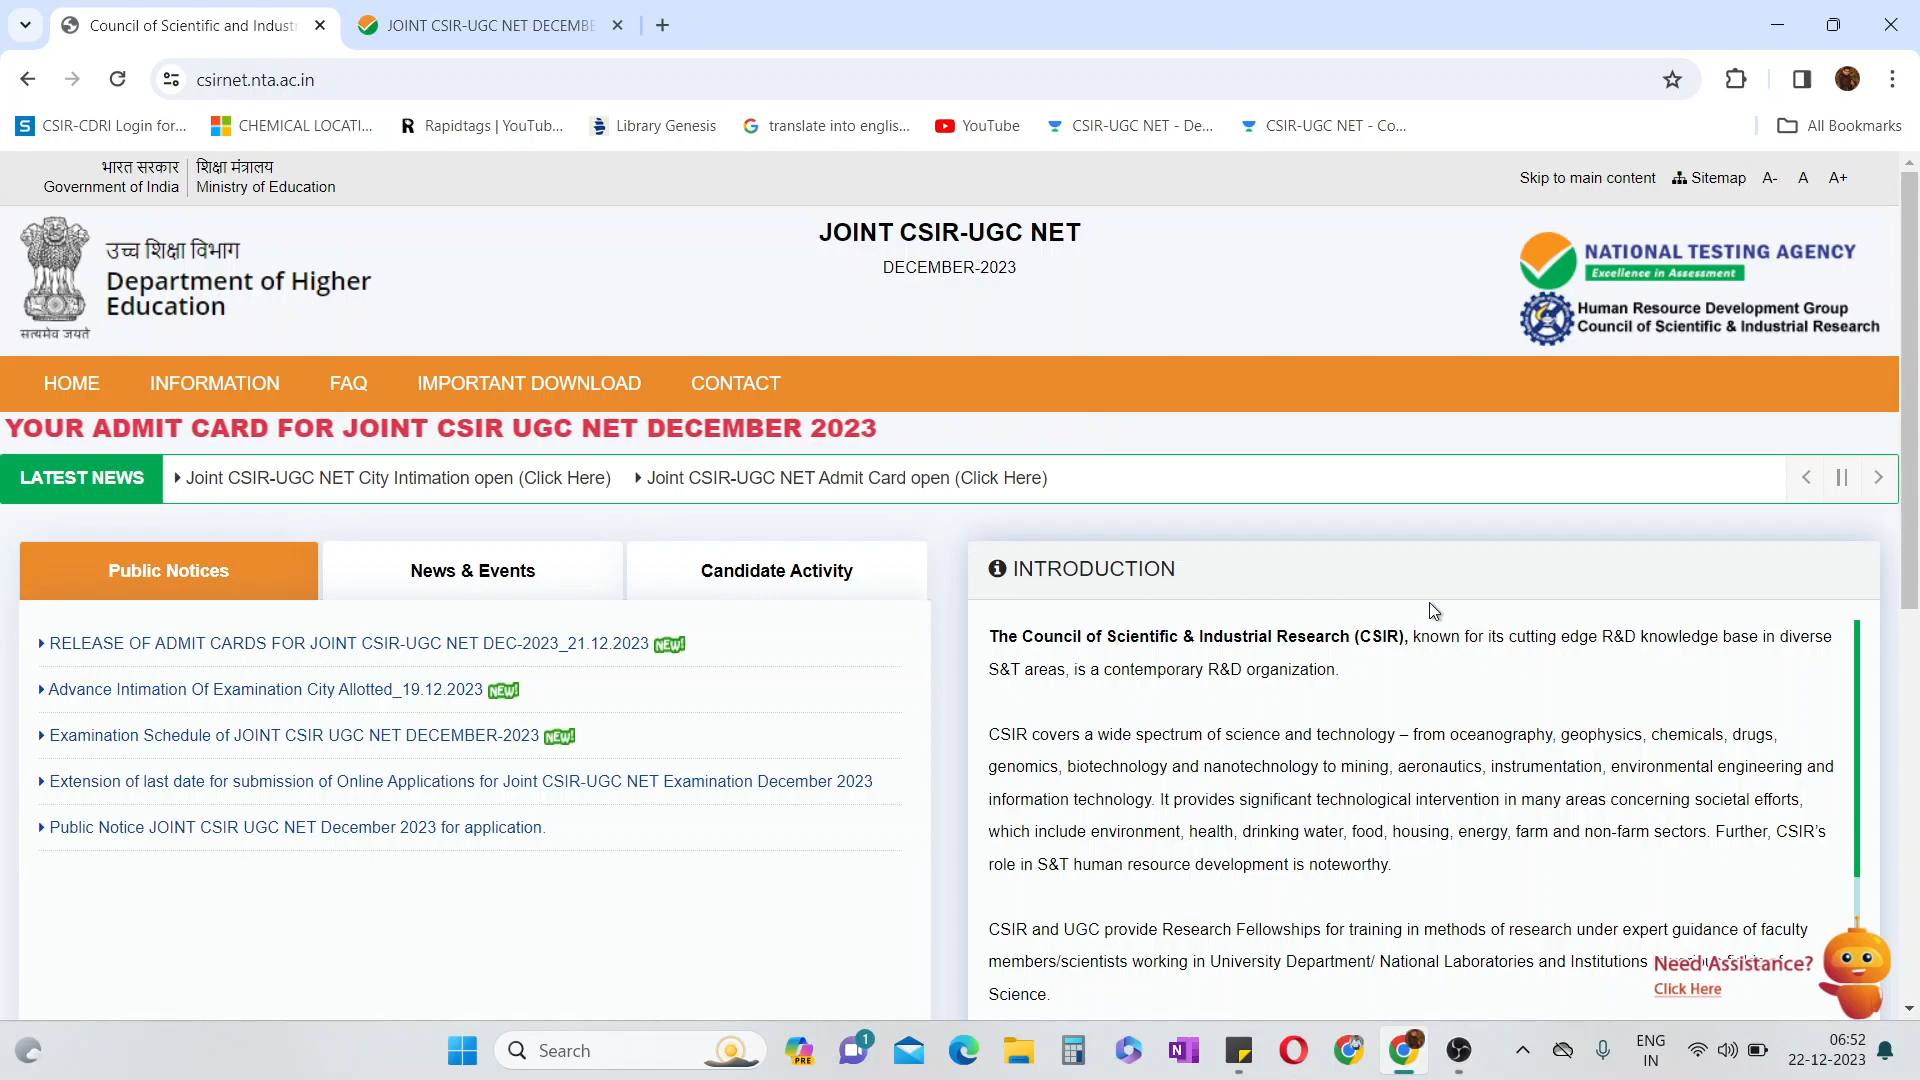 Council of Scientific and Industr
JOINT CSIR-UGC NET DECEMBE
csirnet.nta.ac.in
CSIR-CDRI Login for...
CHEMICAL LOCATI...
Rapidtags | YouTub...
Library Genesis
translate into englis...
YouTube
CSIR-UGC NET - De...
CSIR-UGC NET - Co...
All Bookmarks
भारत सरकार
Government of India
शिक्षा मंत्रालय
Ministry of Education
Skip to main content
Sitemap
A-
A
A+
सत्यमेव जयते
उच्च शिक्षा विभाग
Department of Higher
Education
JOINT CSIR-UGC NET
DECEMBER-2023
NATIONAL TESTING AGENCY
Excellence in Assessment
Human Resource Development Group
Council of Scientific & Industrial Research
HOME
INFORMATION
FAQ
IMPORTANT DOWNLOAD
CONTACT
YOUR ADMIT CARD FOR JOINT CSIR UGC NET DECEMBER 2023
LATEST NEWS
Joint CSIR-UGC NET City Intimation open (Click Here)
Joint CSIR-UGC NET Admit Card open (Click Here)
Public Notices
News & Events
Candidate Activity
RELEASE OF ADMIT CARDS FOR JOINT CSIR-UGC NET DEC-2023_21.12.2023 NEW!
Advance Intimation Of Examination City Allotted_19.12.2023 NEW!
Examination Schedule of JOINT CSIR UGC NET DECEMBER-2023 NEW!
Extension of last date for submission of Online Applications for Joint CSIR-UGC NET Examination December 2023
Public Notice JOINT CSIR UGC NET December 2023 for application.
INTRODUCTION
The Council of Scientific & Industrial Research (CSIR), known for its cutting edge R&D knowledge base in diverse
S&T areas, is a contemporary R&D organization.
CSIR covers a wide spectrum of science and technology – from oceanography, geophysics, chemicals, drugs,
genomics, biotechnology and nanotechnology to mining, aeronautics, instrumentation, environmental engineering and
information technology. It provides significant technological intervention in many areas concerning societal efforts,
which include environment, health, drinking water, food, housing, energy, farm and non-farm sectors. Further, CSIR's
role in S&T human resource development is noteworthy.
CSIR and UGC provide Research Fellowships for training in methods of research under expert guidance of faculty
members/scientists working in University Department/ National Laboratories and Institutions
Science.
Need Assistance?
Click Here
Search
PRE
1
ENG
IN
06:52
22-12-2023